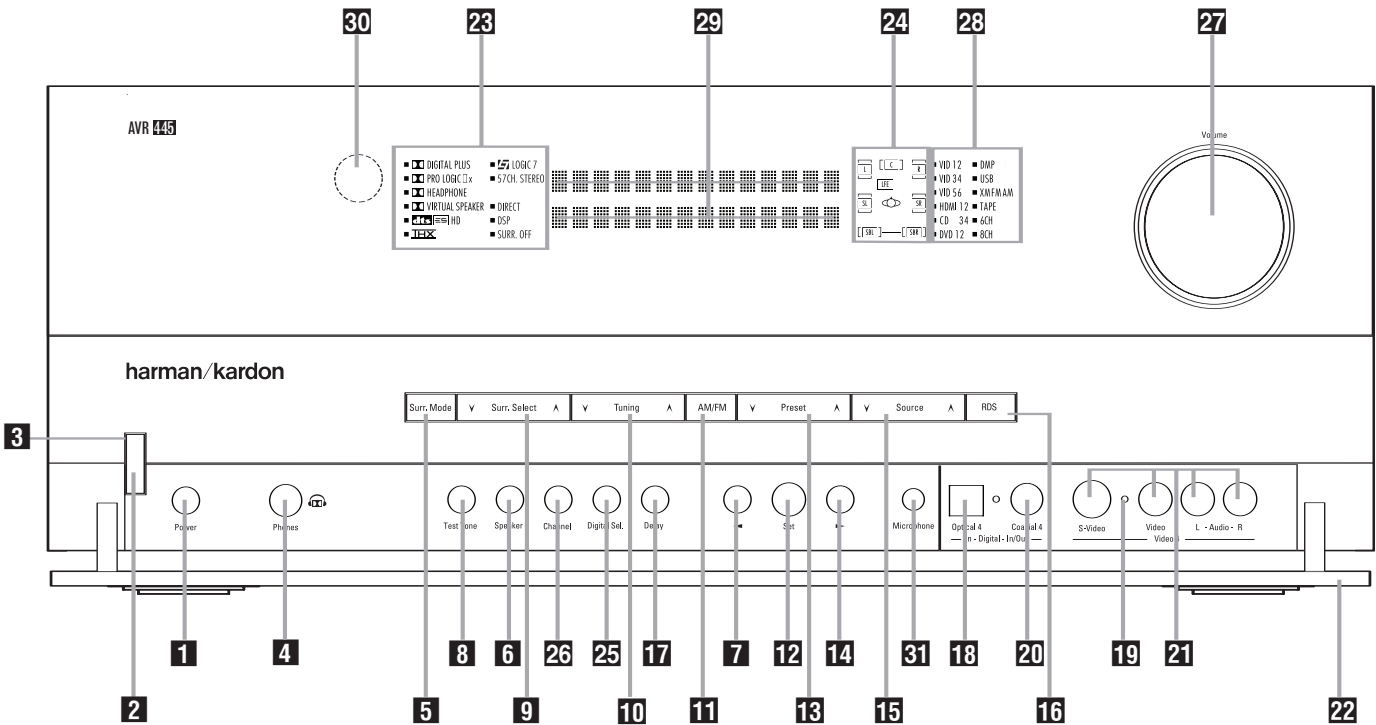 30 23 29 24 28 27
AVR 445
Volume
DIGITAL PLUS
PRO LOGIC II x
HEADPHONE
VIRTUAL SPEAKER
HD
THX
LOGIC 7
57CH. STEREO
DIRECT
DSP
SURR. OFF
L C R
LFE
SL SR
SBL SBR
VID 12 DMP
VID 34 USB
VID 56 XM FM AM
HDMI 12 TAPE
CD 34 6CH
DVD 12 8CH
harman/kardon
Surr. Mode Surr. Select Tuning AM/FM Preset Source RDS
3
Power Phones Test Tone Speaker Channel Digital Sel. Delay Set Microphone Optical 4 Coaxial 4 S-Video Video L - Audio - R
In - Digital - In/Out
1 4 8 6 26 25 17 7 12 14 31 18 20 19 21
2 5 9 10 11 13 15 16 22